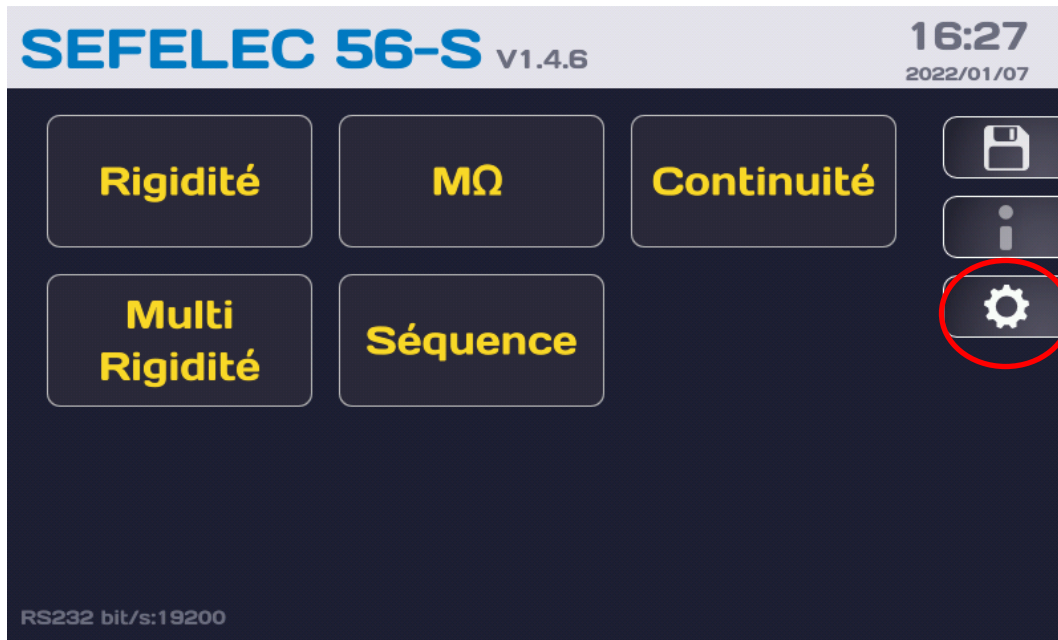 SEFELEC 56-S V1.4.6
16:27
2022/01/07
Rigidité
MΩ
Continuité
Multi
Rigidité
Séquence
RS232 bit/s:19200